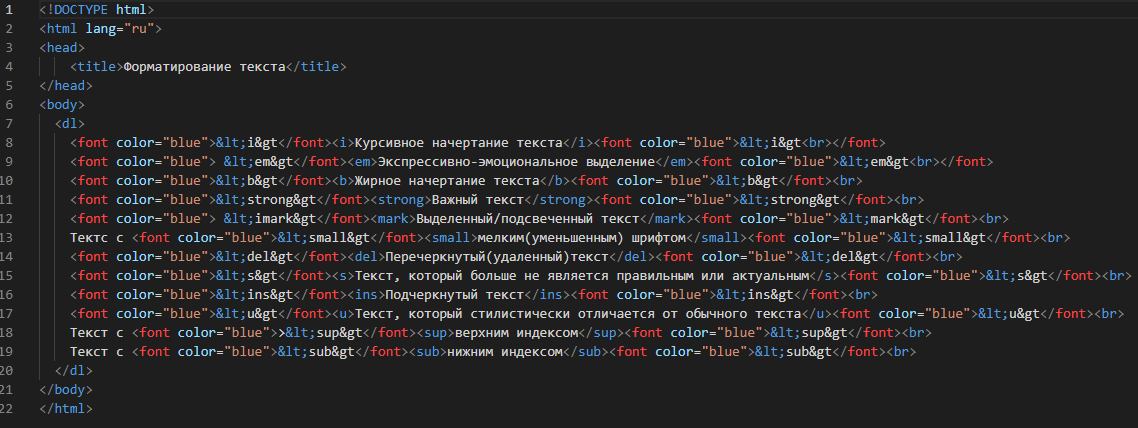 1 <!DOCTYPE html>
2 <html lang="ru">
3 <head>
4 <title>Форматирование текста</title>
5 </head>
6 <body>
7 <dl>
8 <font color="blue">&lt;i&gt</font><i>Курсивное начертание текста</i><font color="blue">&lt;i&gt<br></font>
9 <font color="blue"> &lt;em&gt</font><em>Экспрессивно-эмоциональное выделение</em><font color="blue">&lt;em&gt<br></font>
10 <font color="blue">&lt;b&gt</font><b>Жирное начертание текста</b><font color="blue">&lt;b&gt</font><br>
11 <font color="blue">&lt;strong&gt</font><strong>Важный текст</strong><font color="blue">&lt;strong&gt</font><br>
12 <font color="blue"> &lt;imark&gt</font><mark>Выделенный/подсвеченный текст</mark><font color="blue">&lt;mark&gt</font><br>
13 Тектс с <font color="blue">&lt;small&gt</font><small>мелким(уменьшенным) шрифтом</small><font color="blue">&lt;small&gt</font><br>
14 <font color="blue">&lt;del&gt</font><del>Перечеркнутый(удаленный)текст</del><font color="blue">&lt;del&gt</font><br>
15 <font color="blue">&lt;s&gt</font><s>Текст, который больше не является правильным или актуальным</s><font color="blue">&lt;s&gt</font><br>
16 <font color="blue">&lt;ins&gt</font><ins>Подчеркнутый текст</ins><font color="blue">&lt;ins&gt</font><br>
17 <font color="blue">&lt;u&gt</font><u>Текст, который стилистически отличается от обычного текста</u><font color="blue">&lt;u&gt</font><br>
18 Текст с <font color="blue">>&lt;sup&gt</font><sup>верхним индексом</sup><font color="blue">&lt;sup&gt</font><br>
19 Текст с <font color="blue">&lt;sub&gt</font><sub>нижним индексом</sub><font color="blue">&lt;sub&gt</font><br>
20 </dl>
21 </body>
22 </html>